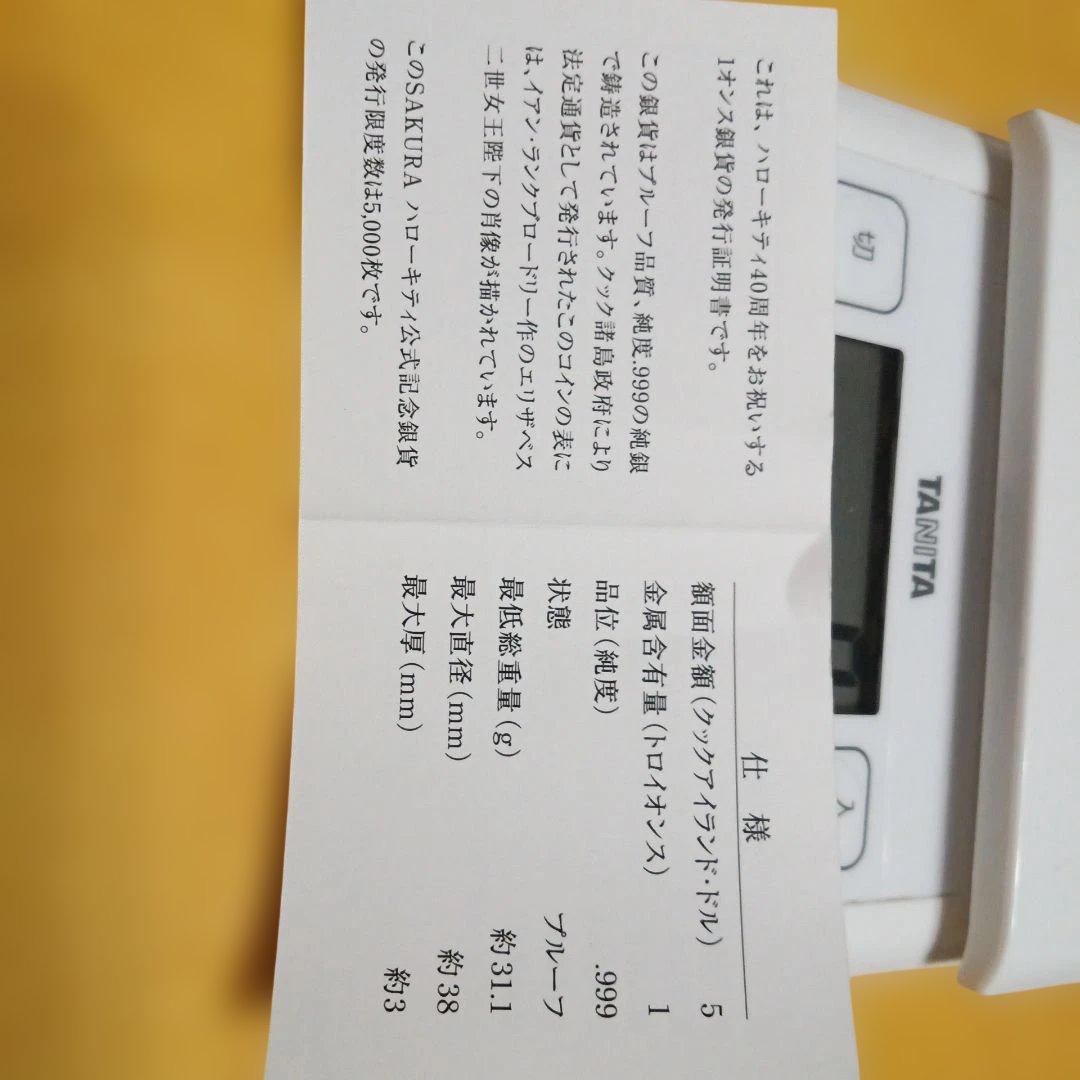 これは、ハローキティ40周年をお祝いする
1オンス銀貨の発行証明書です。
この銀貨はプルーフ品質、純度.999の純銀
で鋳造されています。クック諸島政府により
法定通貨として発行されたこのコインの表に
は、イアン・ランクブロードリー作のエリザベス
二世女王陛下の肖像が描かれています。
このSAKURA ハローキティ公式記念銀貨
の発行限度数は5,000枚です。
仕 様
額面金額(クックアイランド・ドル) 5
金属含有量(トロイオンス) 1
品位(純度) .999
状態 プルーフ
最低総重量(g) 約31.1
最大直径(mm) 約38
最大厚(mm) 約3
切
TANITA
入